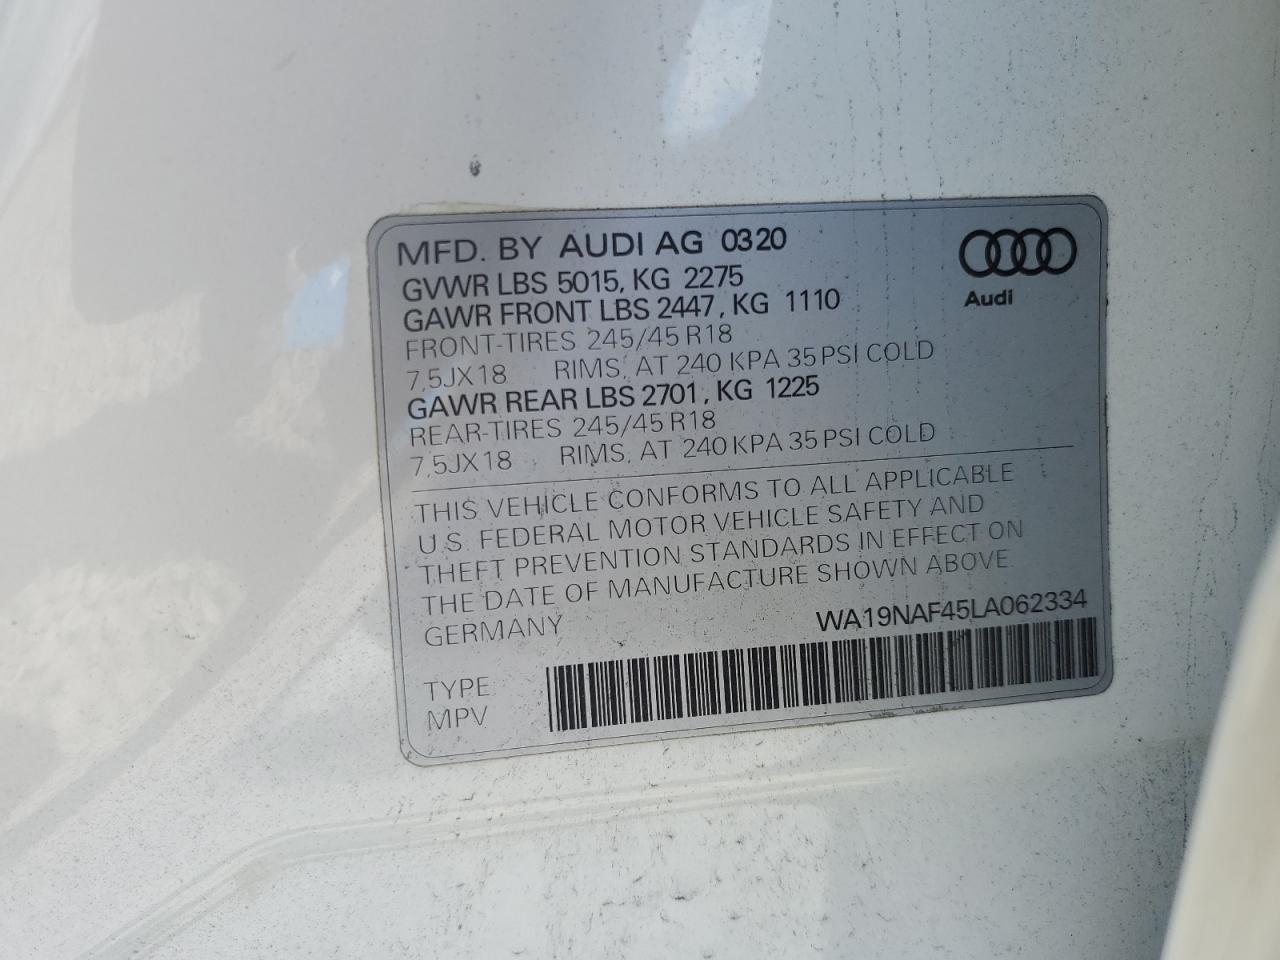 MFD. BY AUDI AG 0320
GVWR LBS 5015, KG 2275
GAWR FRONT LBS 2447, KG 1110
FRONT-TIRES 245/45 R18
7,5JX18 RIMS, AT 240 KPA 35 PSI COLD
GAWR REAR LBS 2701, KG 1225
REAR-TIRES 245/45 R18
7,5JX18 RIMS, AT 240 KPA 35 PSI COLD
Audi
THIS VEHICLE CONFORMS TO ALL APPLICABLE
U.S. FEDERAL MOTOR VEHICLE SAFETY AND
THEFT PREVENTION STANDARDS IN EFFECT ON
THE DATE OF MANUFACTURE SHOWN ABOVE
GERMANY
WA19NAF45LA062334
TYPE
MPV